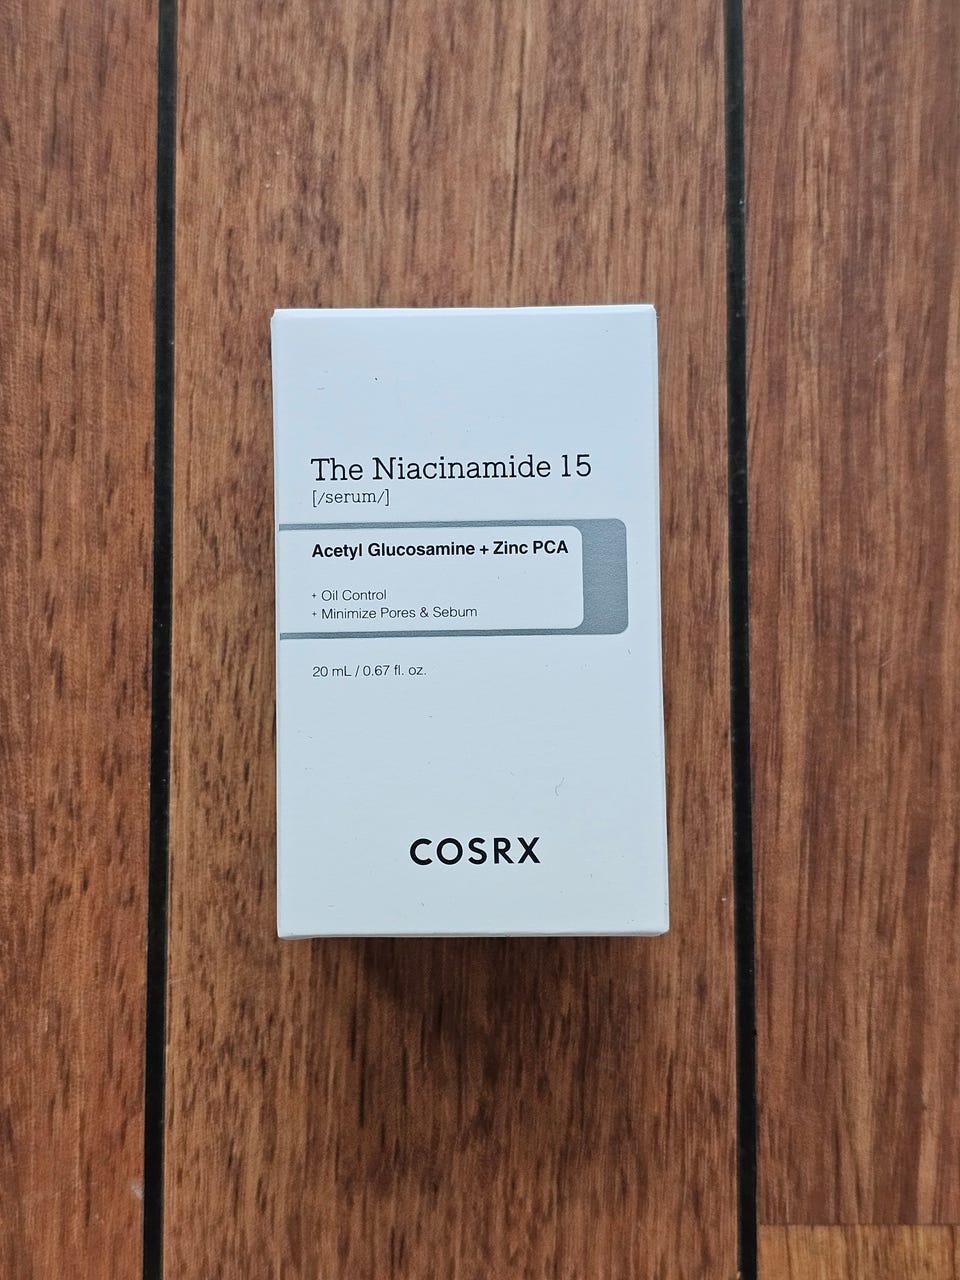 The Niacinamide 15
[/serum/]
Acetyl Glucosamine + Zinc PCA
+ Oil Control
+ Minimize Pores & Sebum
20 mL / 0.67 fl. oz.
COSRX